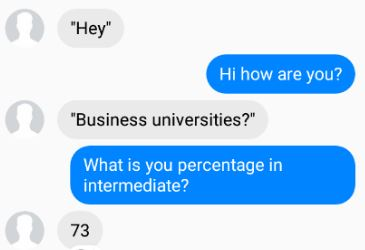 "Hey"
Hi how are you?
"Business universities?"
What is you percentage in
intermediate?
73